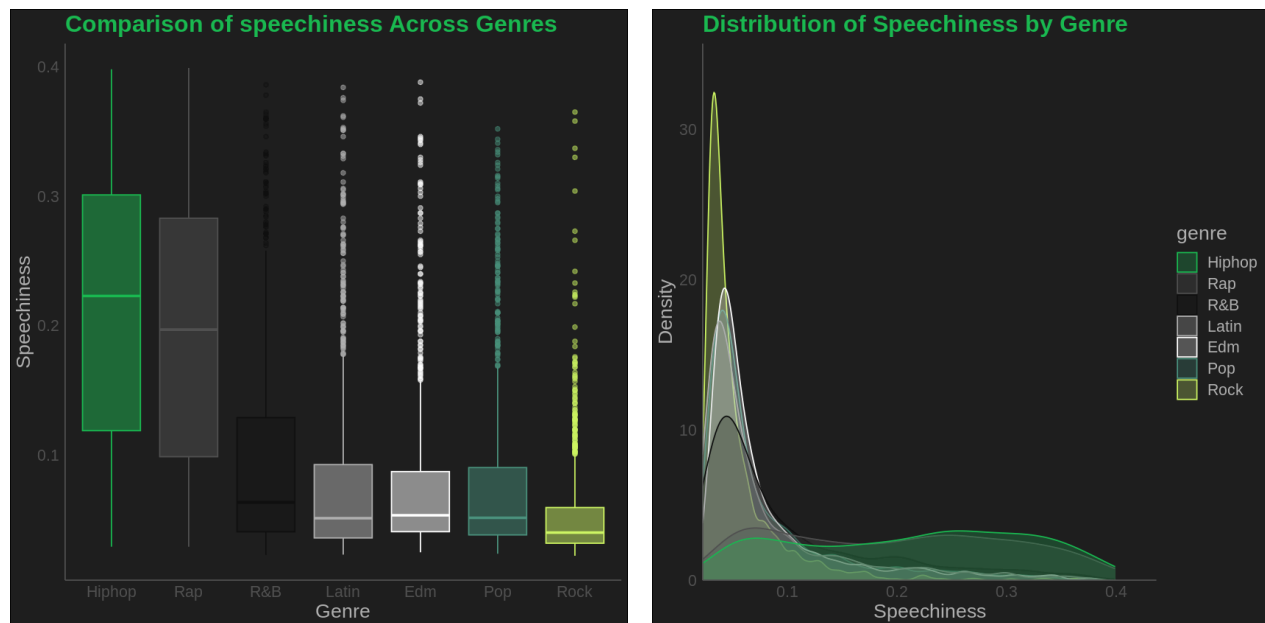 Comparison of speechiness Across Genres
0.4
0.3
0.2
0.1
Speechiness
Hiphop Rap R&B Latin Edm Pop Rock
Genre
Distribution of Speechiness by Genre
30
20
10
0
Density
0.1 0.2 0.3 0.4
Speechiness
genre
Hiphop
Rap
R&B
Latin
Edm
Pop
Rock